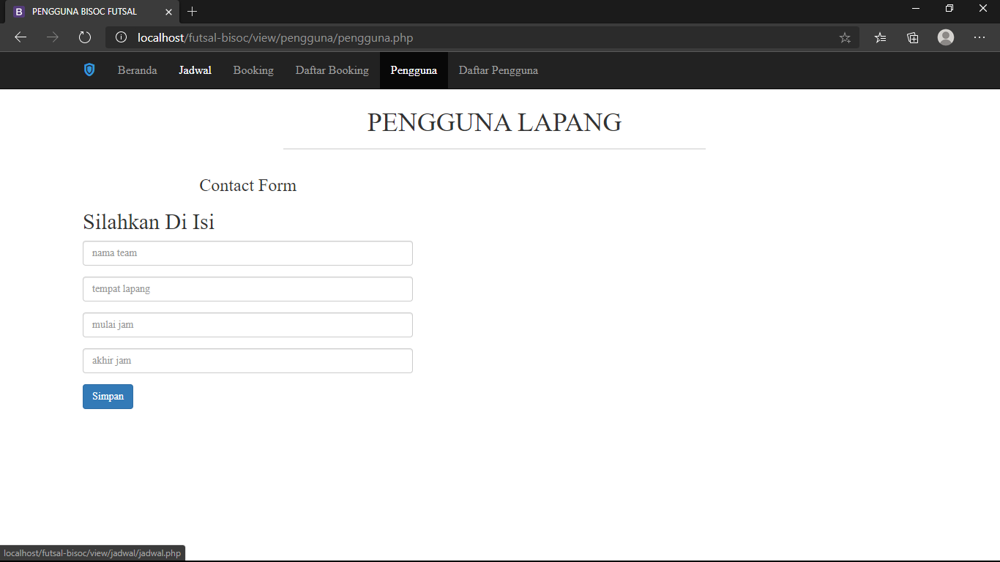 B PENGGUNA BISOC FUTSAL
localhost/futsal-bisoc/view/pengguna/pengguna.php
Beranda Jadwal Booking Daftar Booking Pengguna Daftar Pengguna
PENGGUNA LAPANG
Contact Form
Silahkan Di Isi
nama team
tempat lapang
mulai jam
akhir jam
Simpan
localhost/futsal-bisoc/view/jadwal/jadwal.php